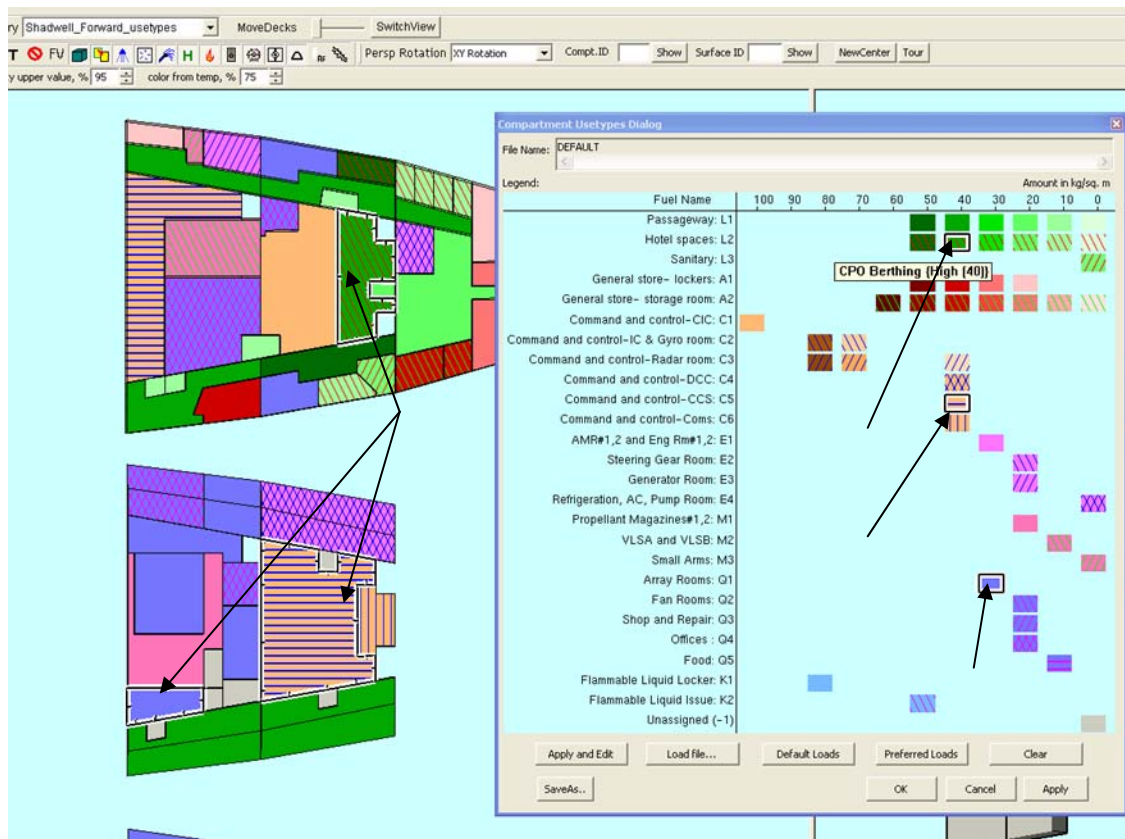 ry Shadwell_Forward_usetypes MoveDecks SwitchView
T FV H Persp Rotation XY Rotation Compt.ID Show Surface ID Show NewCenter Tour
y upper value, % 95 color from temp, % 75
Compartment Usetypes Dialog
File Name: DEFAULT
Legend: Amount in kg/sq. m
Fuel Name 100 90 80 70 60 50 40 30 20 10 0
Passageway: L1
Hotel spaces: L2
Sanitary: L3
CPO Berthing {High (40)}
General store- lockers: A1
General store- storage room: A2
Command and control-CIC: C1
Command and control-IC & Gyro room: C2
Command and control-Radar room: C3
Command and control-DCC: C4
Command and control-CCS: C5
Command and control-Coms: C6
AMR#1,2 and Eng Rm#1,2: E1
Steering Gear Room: E2
Generator Room: E3
Refrigeration, AC, Pump Room: E4
Propellant Magazines#1,2: M1
VLSA and VLSB: M2
Small Arms: M3
Array Rooms: Q1
Fan Rooms: Q2
Shop and Repair: Q3
Offices : Q4
Food: Q5
Flammable Liquid Locker: K1
Flammable Liquid Issue: K2
Unassigned (-1)
Apply and Edit Load file... Default Loads Preferred Loads Clear
SaveAs.. OK Cancel Apply